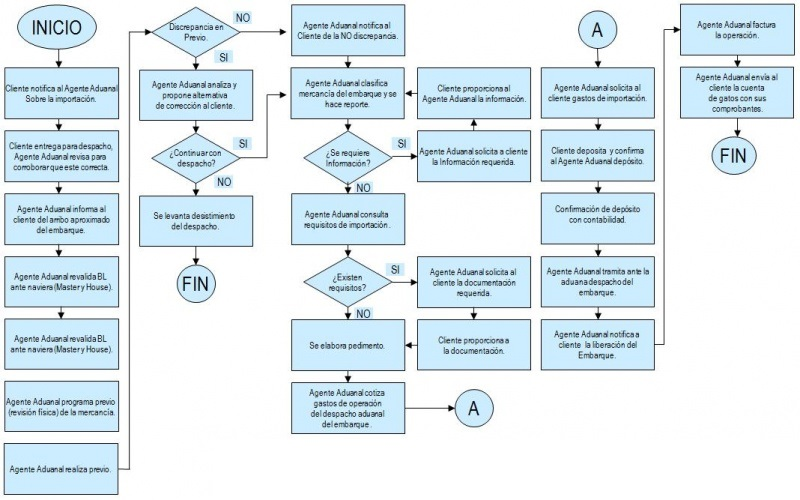 INICIO
Cliente notifica al Agente Aduanal
Sobre la importación.
Cliente entrega para despacho,
Agente Aduanal revisa para
corroborar que este correcta.
Agente Aduanal informa al
cliente del arribo aproximado
del embarque.
Agente Aduanal revalida BL
ante naviera (Master y House).
Agente Aduanal revalida BL
ante naviera (Master y House).
Agente Aduanal programa previo
(revisión física) de la mercancía.
Agente Aduanal realiza previo.
Discrepancia en
Previo.
NO
SI
Agente Aduanal analiza y
propone alternativa
de corrección al cliente.
¿Continuar con
despacho?
SI
NO
Se levanta desistimiento
del despacho.
FIN
Agente Aduanal notifica al
Cliente de la NO discrepancia.
Agente Aduanal clasifica
mercancía del embarque y se
hace reporte.
Cliente proporciona al
Agente Aduanal la información.
¿Se requiere
Información?
SI
Agente Aduanal solicita a cliente
la Información requerida.
NO
Agente Aduanal consulta
requisitos de importación.
¿Existen
requisitos?
SI
Agente Aduanal solicita al
cliente la documentación
requerida.
NO
Se elabora pedimento.
Cliente proporciona a
la documentación.
Agente Aduanal cotiza
gastos de operación
del despacho aduanal
del embarque.
A
A
Agente Aduanal solicita al
cliente gastos de importación.
Cliente deposita y confirma
al Agente Aduanal depósito.
Confirmación de depósito
con contabilidad.
Agente Aduanal tramita ante la
aduana despacho del
embarque.
Agente Aduanal notifica a
cliente la liberación del
Embarque.
Agente Aduanal factura
la operación.
Agente Aduanal envía al
cliente la cuenta
de gatos con sus
comprobantes.
FIN